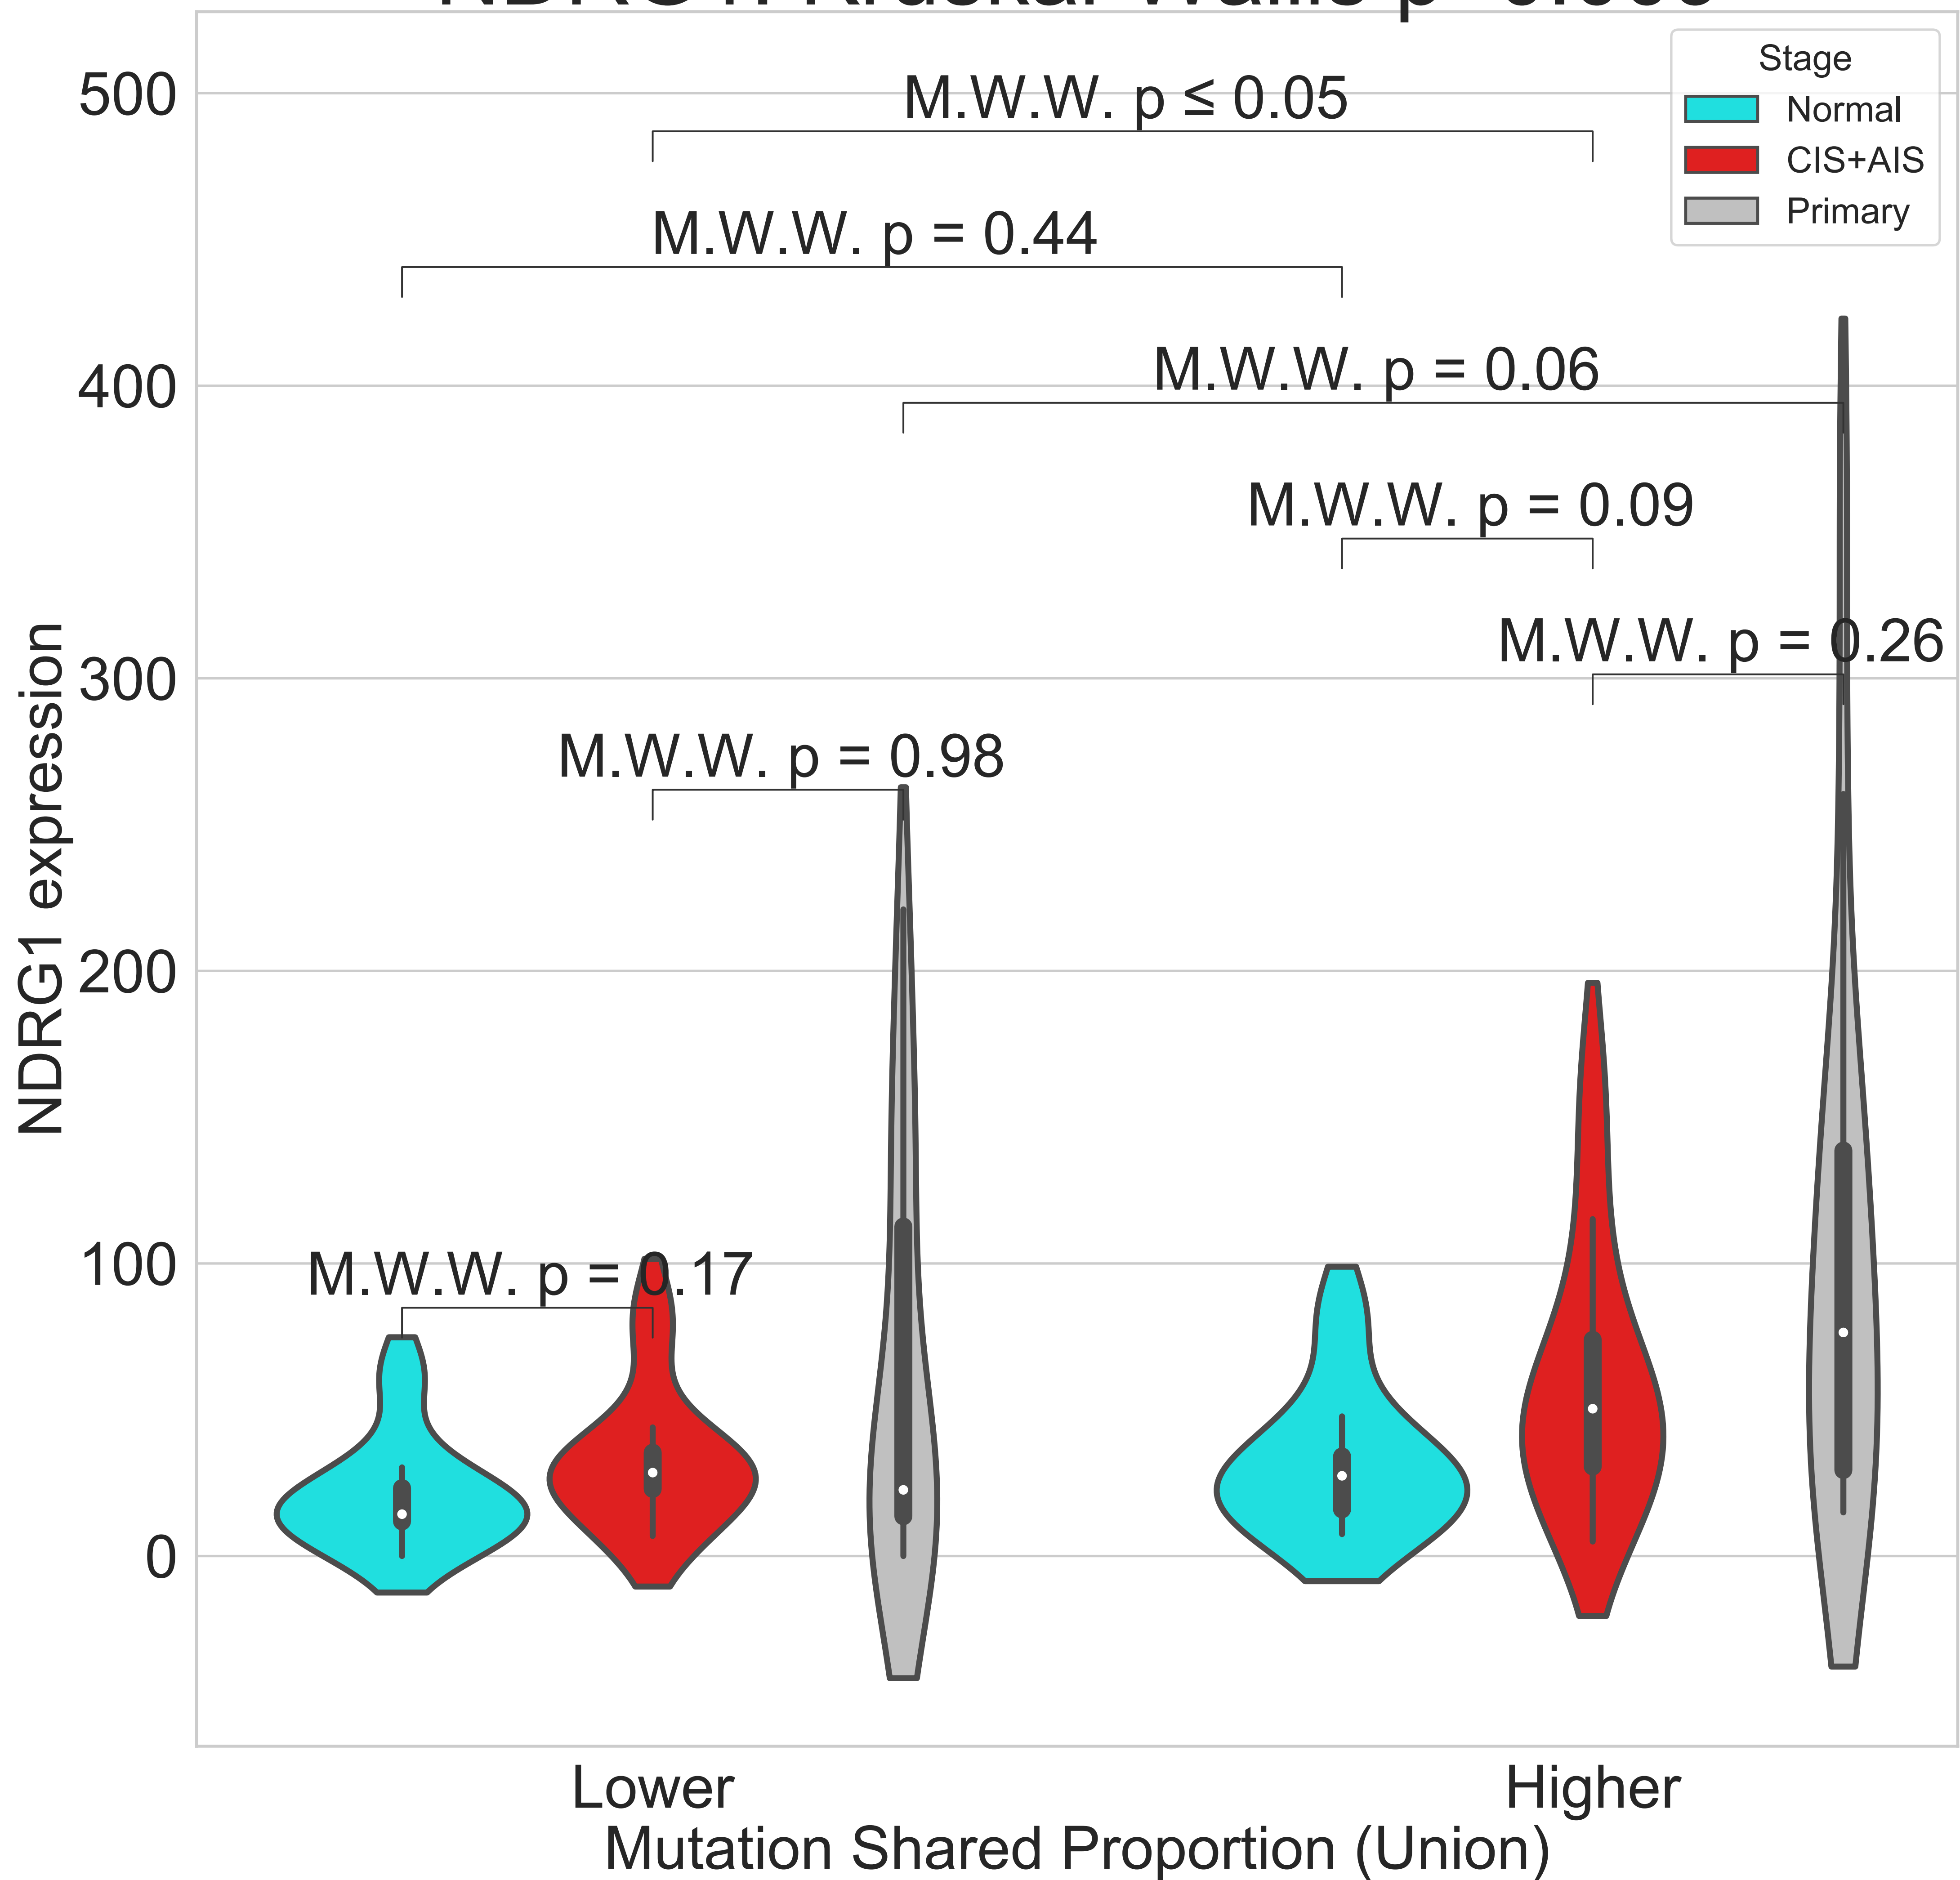 500
400
300
200
100
0
NDRG1 expression
M.W.W. p ≤ 0.05
M.W.W. p = 0.44
M.W.W. p = 0.06
M.W.W. p = 0.09
M.W.W. p = 0.26
M.W.W. p = 0.98
M.W.W. p = 0.17
Stage
Normal
CIS+AIS
Primary
Lower
Higher
Mutation Shared Proportion (Union)